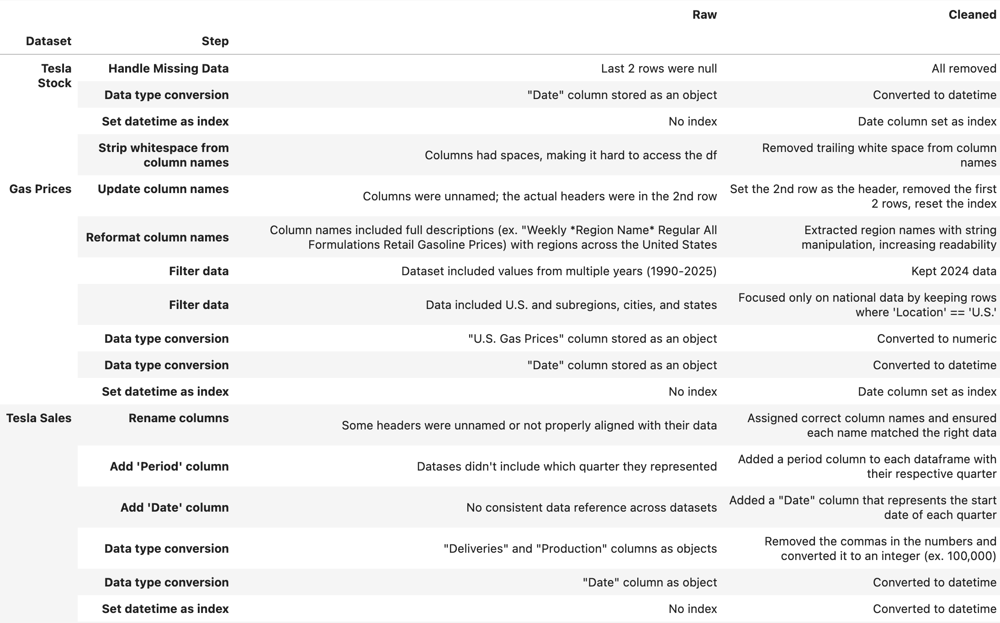 Raw Cleaned
Dataset Step
Tesla Stock Handle Missing Data Last 2 rows were null All removed
Data type conversion "Date" column stored as an object Converted to datetime
Set datetime as index No index Date column set as index
Strip whitespace from column names Columns had spaces, making it hard to access the df Removed trailing white space from column names
Gas Prices Update column names Columns were unnamed; the actual headers were in the 2nd row Set the 2nd row as the header, removed the first 2 rows, reset the index
Reformat column names Column names included full descriptions (ex. "Weekly *Region Name* Regular All Formulations Retail Gasoline Prices) with regions across the United States Extracted region names with string manipulation, increasing readability
Filter data Dataset included values from multiple years (1990-2025) Kept 2024 data
Filter data Data included U.S. and subregions, cities, and states Focused only on national data by keeping rows where 'Location' == 'U.S.'
Data type conversion "U.S. Gas Prices" column stored as an object Converted to numeric
Data type conversion "Date" column stored as an object Converted to datetime
Set datetime as index No index Date column set as index
Tesla Sales Rename columns Some headers were unnamed or not properly aligned with their data Assigned correct column names and ensured each name matched the right data
Add 'Period' column Datases didn't include which quarter they represented Added a period column to each dataframe with their respective quarter
Add 'Date' column No consistent data reference across datasets Added a "Date" column that represents the start date of each quarter
Data type conversion "Deliveries" and "Production" columns as objects Removed the commas in the numbers and converted it to an integer (ex. 100,000)
Data type conversion "Date" column as object Converted to datetime
Set datetime as index No index Converted to datetime